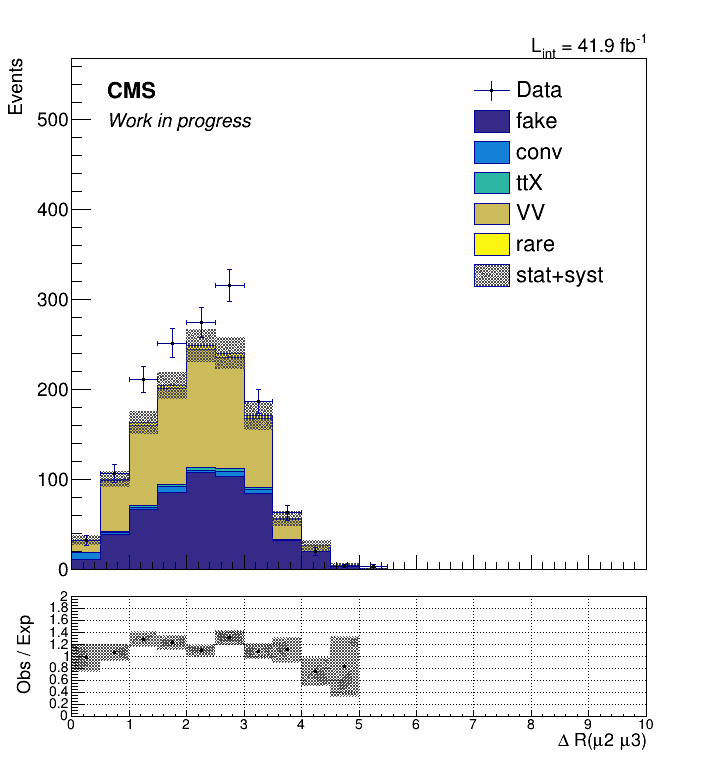 L_int = 41.9 fb^-1
Events
CMS
Work in progress
Data
fake
conv
ttX
VV
rare
stat+syst
500
400
300
200
100
0
Obs / Exp
2
1.8
1.6
1.4
1.2
1
0.8
0.6
0.4
0.2
0
0 1 2 3 4 5 6 7 8 9 10
Δ R(μ2 μ3)